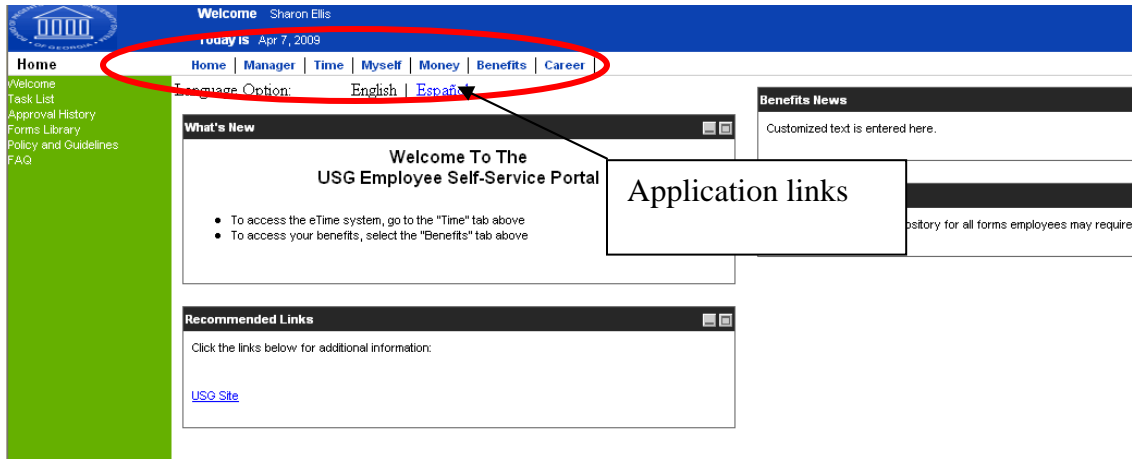 Welcome Sharon Ellis
Today is Apr 7, 2009
Home
Home | Manager | Time | Myself | Money | Benefits | Career |
Welcome
Task List
Approval History
Forms Library
Policy and Guidelines
FAQ
Language Option: English | Español
What's New
Welcome To The
USG Employee Self-Service Portal
• To access the eTime system, go to the "Time" tab above
• To access your benefits, select the "Benefits" tab above
Recommended Links
Click the links below for additional information:
USG Site
Benefits News
Customized text is entered here.
Application links
for all forms employees may require